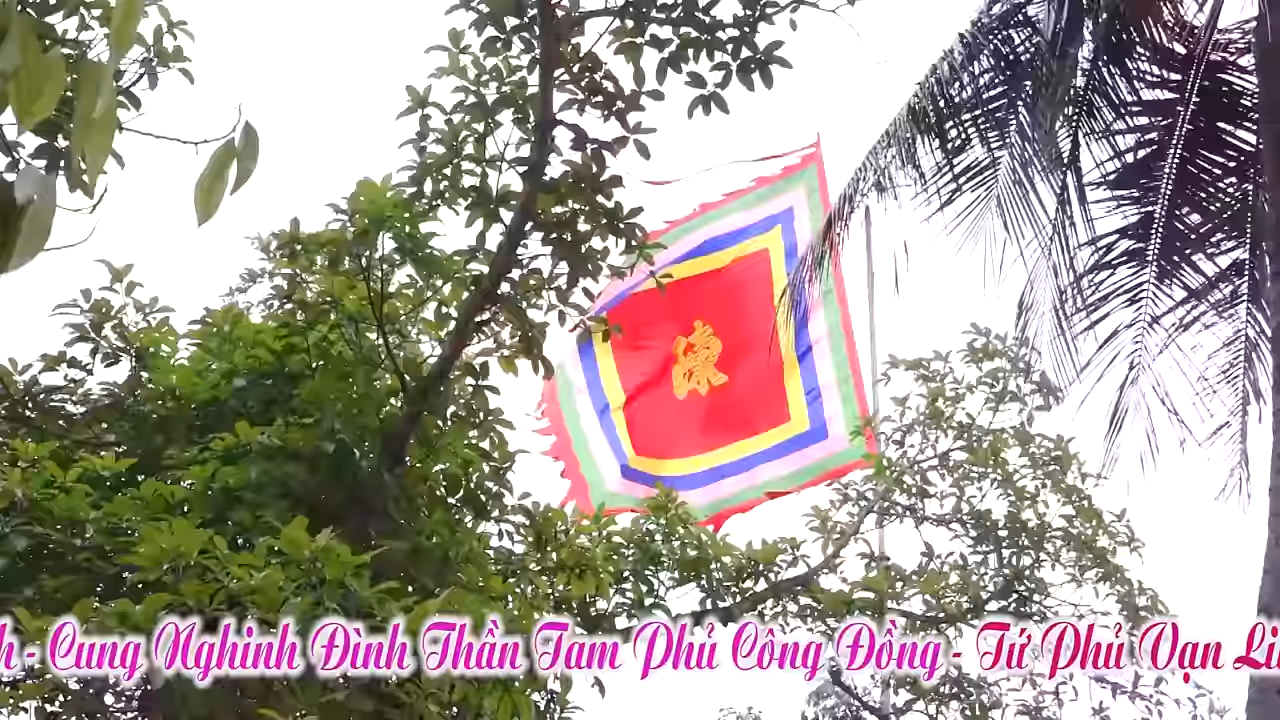 - Cung Nghinh Đình Thần Tam Phủ Công Đồng - Tứ Phủ Vạn